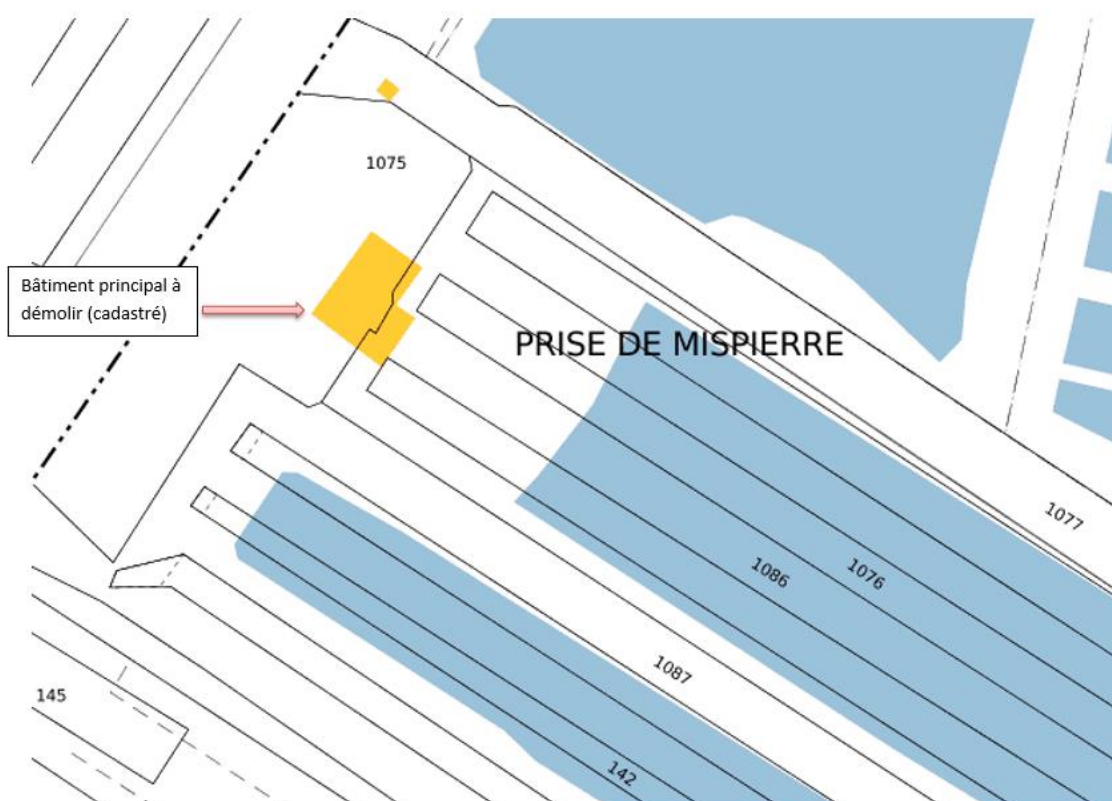 1075
Bâtiment principal à
démolir (cadastré)
PRISE DE MISPIERRE
1077
1076
1086
1087
145
142